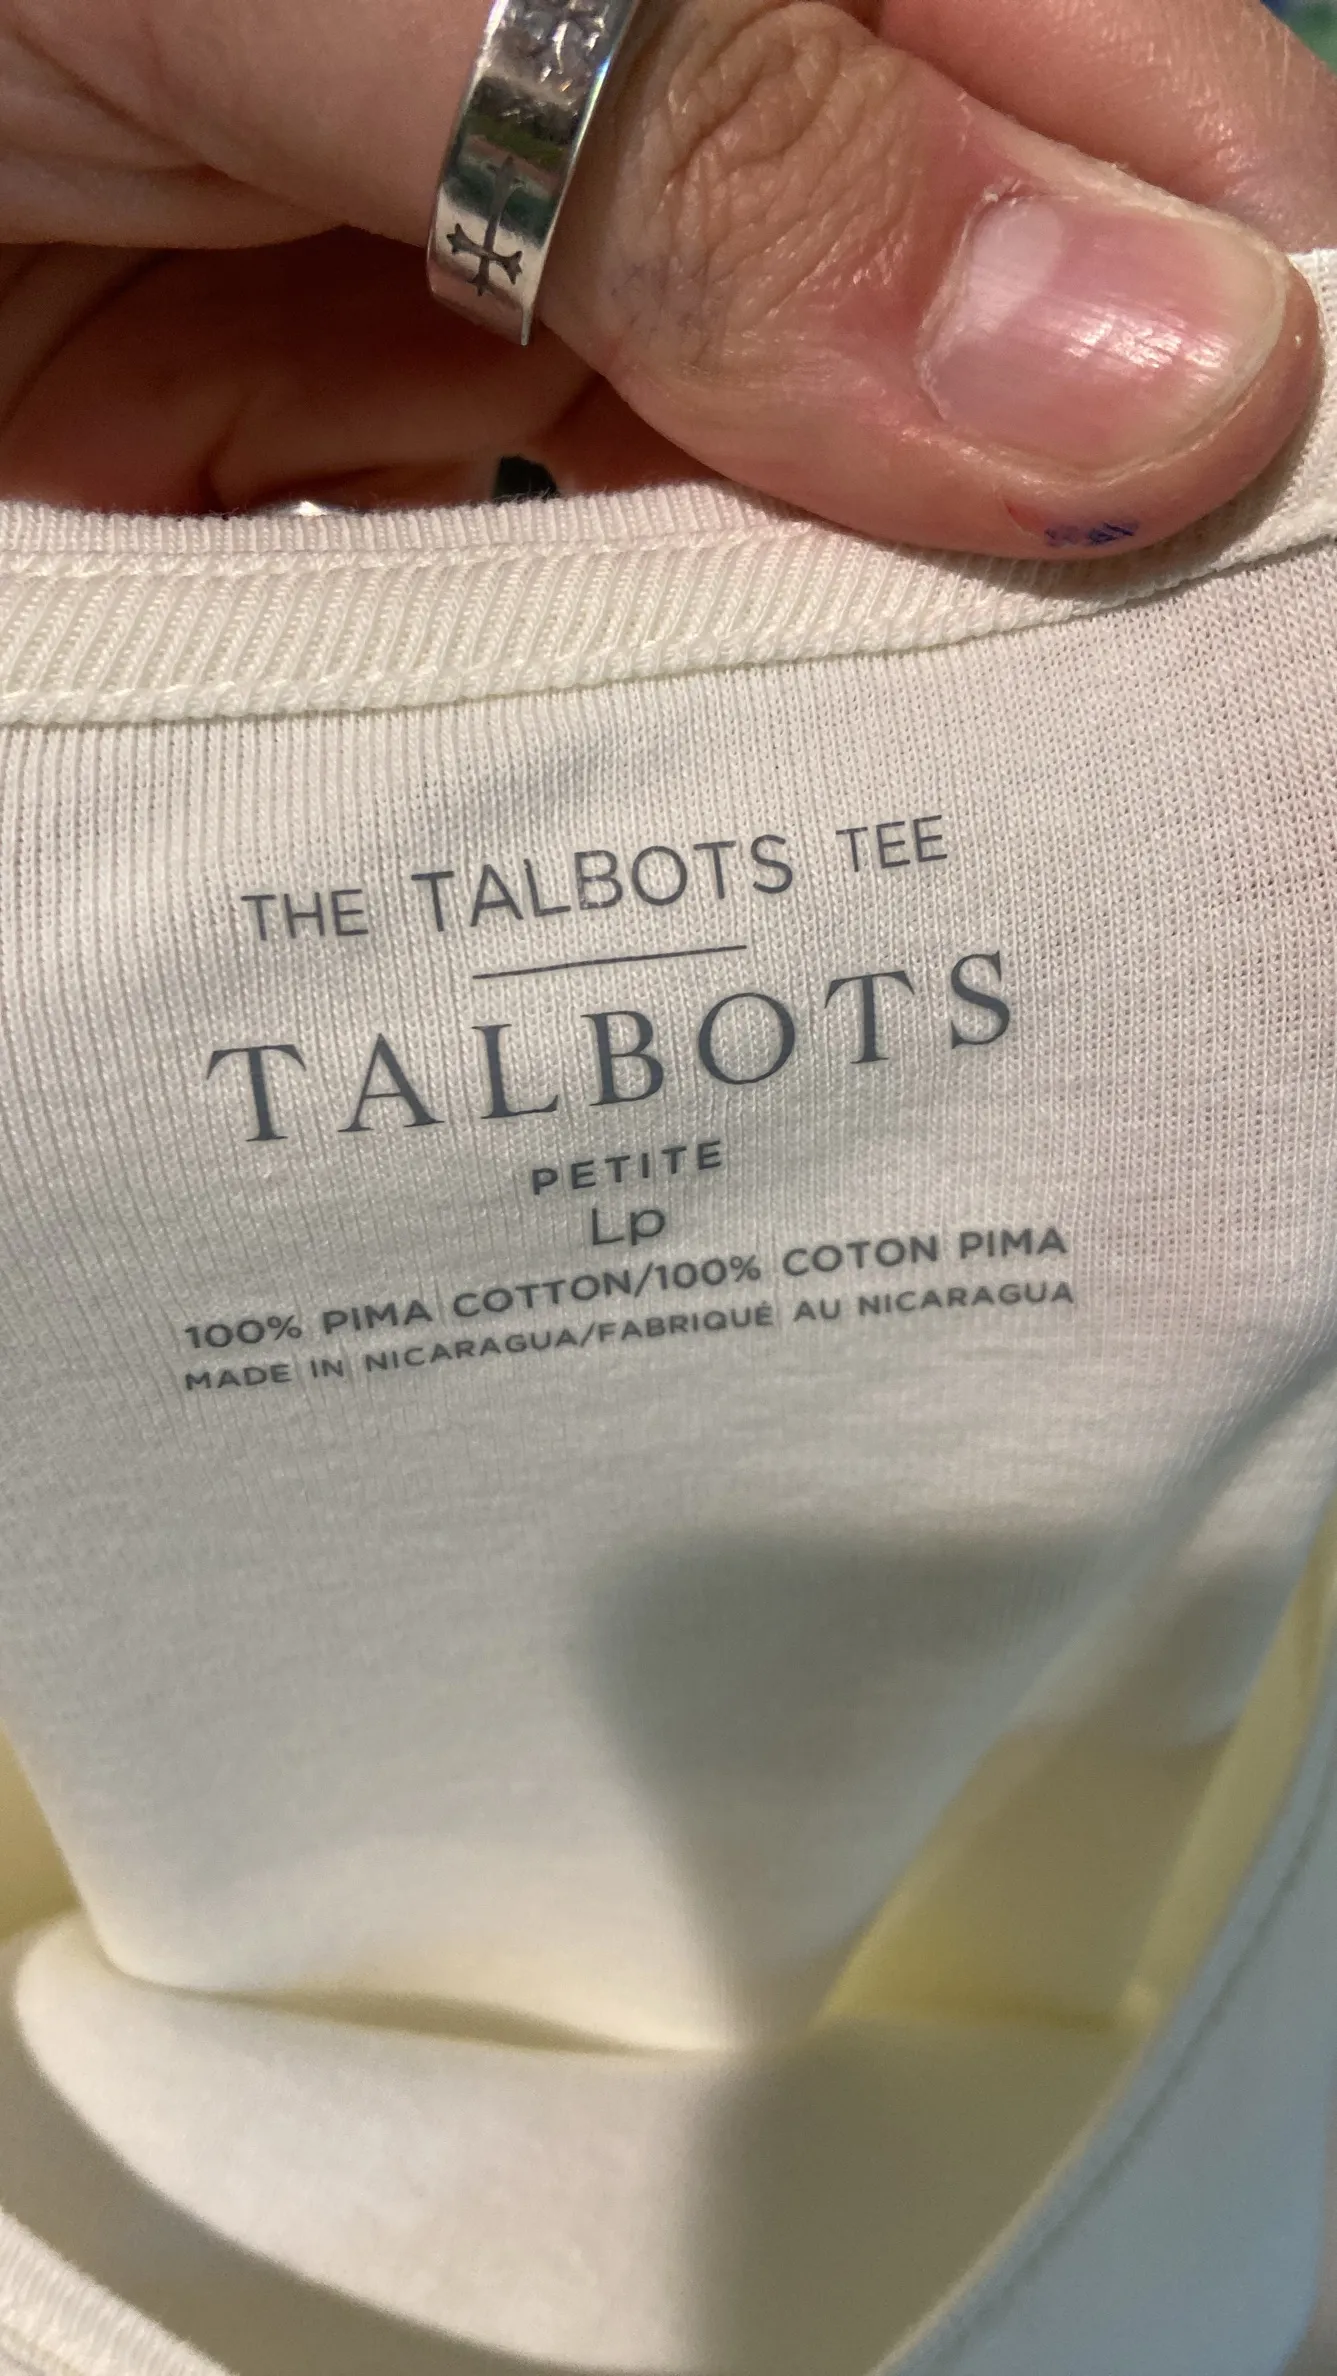 THE TALBOTS TEE
TALBOTS
PETITE
Lp
100% PIMA COTTON/100% COTON PIMA
MADE IN NICARAGUA/FABRIQUÉ AU NICARAGUA